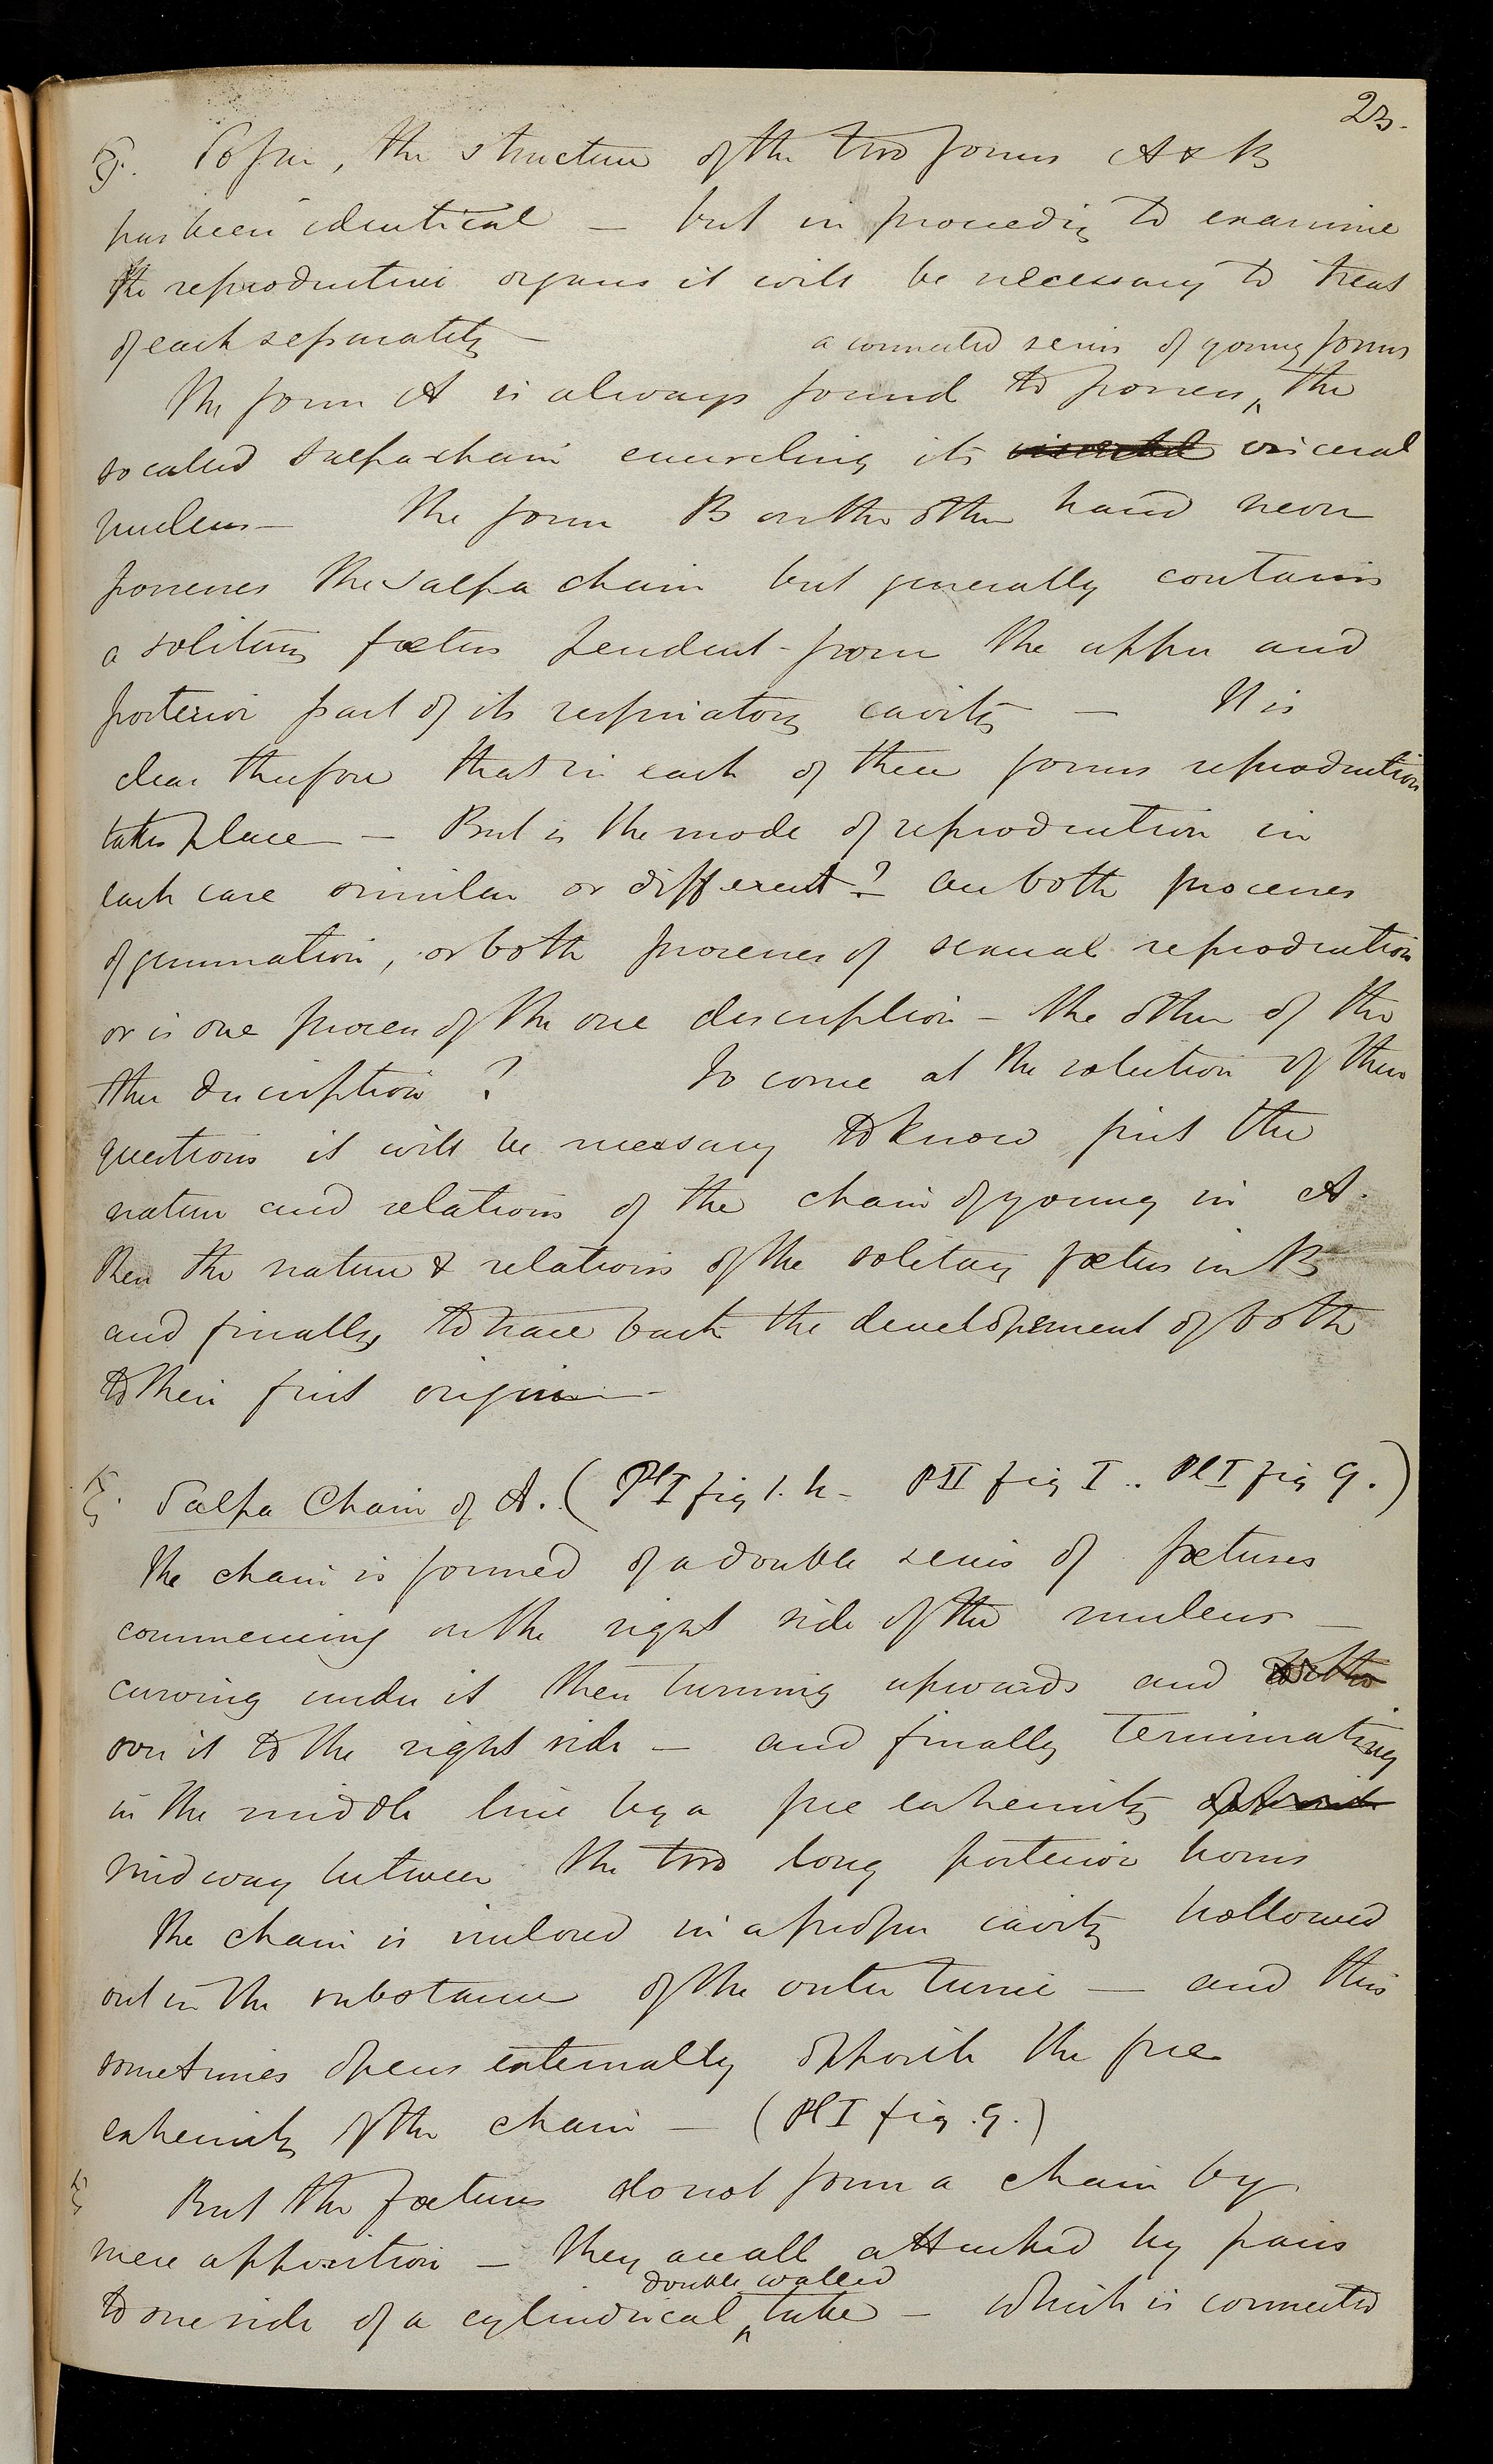 23.
§. So far, the structure of the two forms A & B
has been identical — but in proceeding to examine
the reproductive organs it will be necessary to treat
of each separately —
a connected series of young forms
The form A is always found to possess ^ the
so called Salpa-chain encircling its visceral
nucleus — The form B on the other hand never
possesses the Salpa chain but generally contains
a solitary fœtus pendent from the upper and
posterior part of its respiratory cavity — It is
clear therefore that in each of these forms reproduction
takes place — But is the mode of reproduction in
each case similar or different? Are both processes
of gemmation, or both processes of sexual reproduction
or is one process of the one description — the other of the
other description? To come at the solution of these
questions it will be necessary to know first the
nature and relations of the chain of young in A.
then the nature & relations of the solitary fœtus in B
and finally to trace back the developement of both
to their first origin —
§. Salpa Chain of A. (Pl I fig 1. h — Pl II fig I .. Pl I fig 9.)
The chain is formed of a double series of fœtuses
commencing on the right side of the nucleus —
curving under it then turning upwards and
over it to the right side — and finally terminating
in the middle line by a free extremity
midway between the two long posterior horns
The chain is inclosed in a proper cavity hollowed
out in the substance of the outer tunic — and this
sometimes opens externally opposite the free
extremity of the chain — (Pl I fig. 9.)
§ But the fœtuses do not form a chain by
mere apposition — they are all attached by pairs
double walled
to one side of a cylindrical ^ tube — which is connected